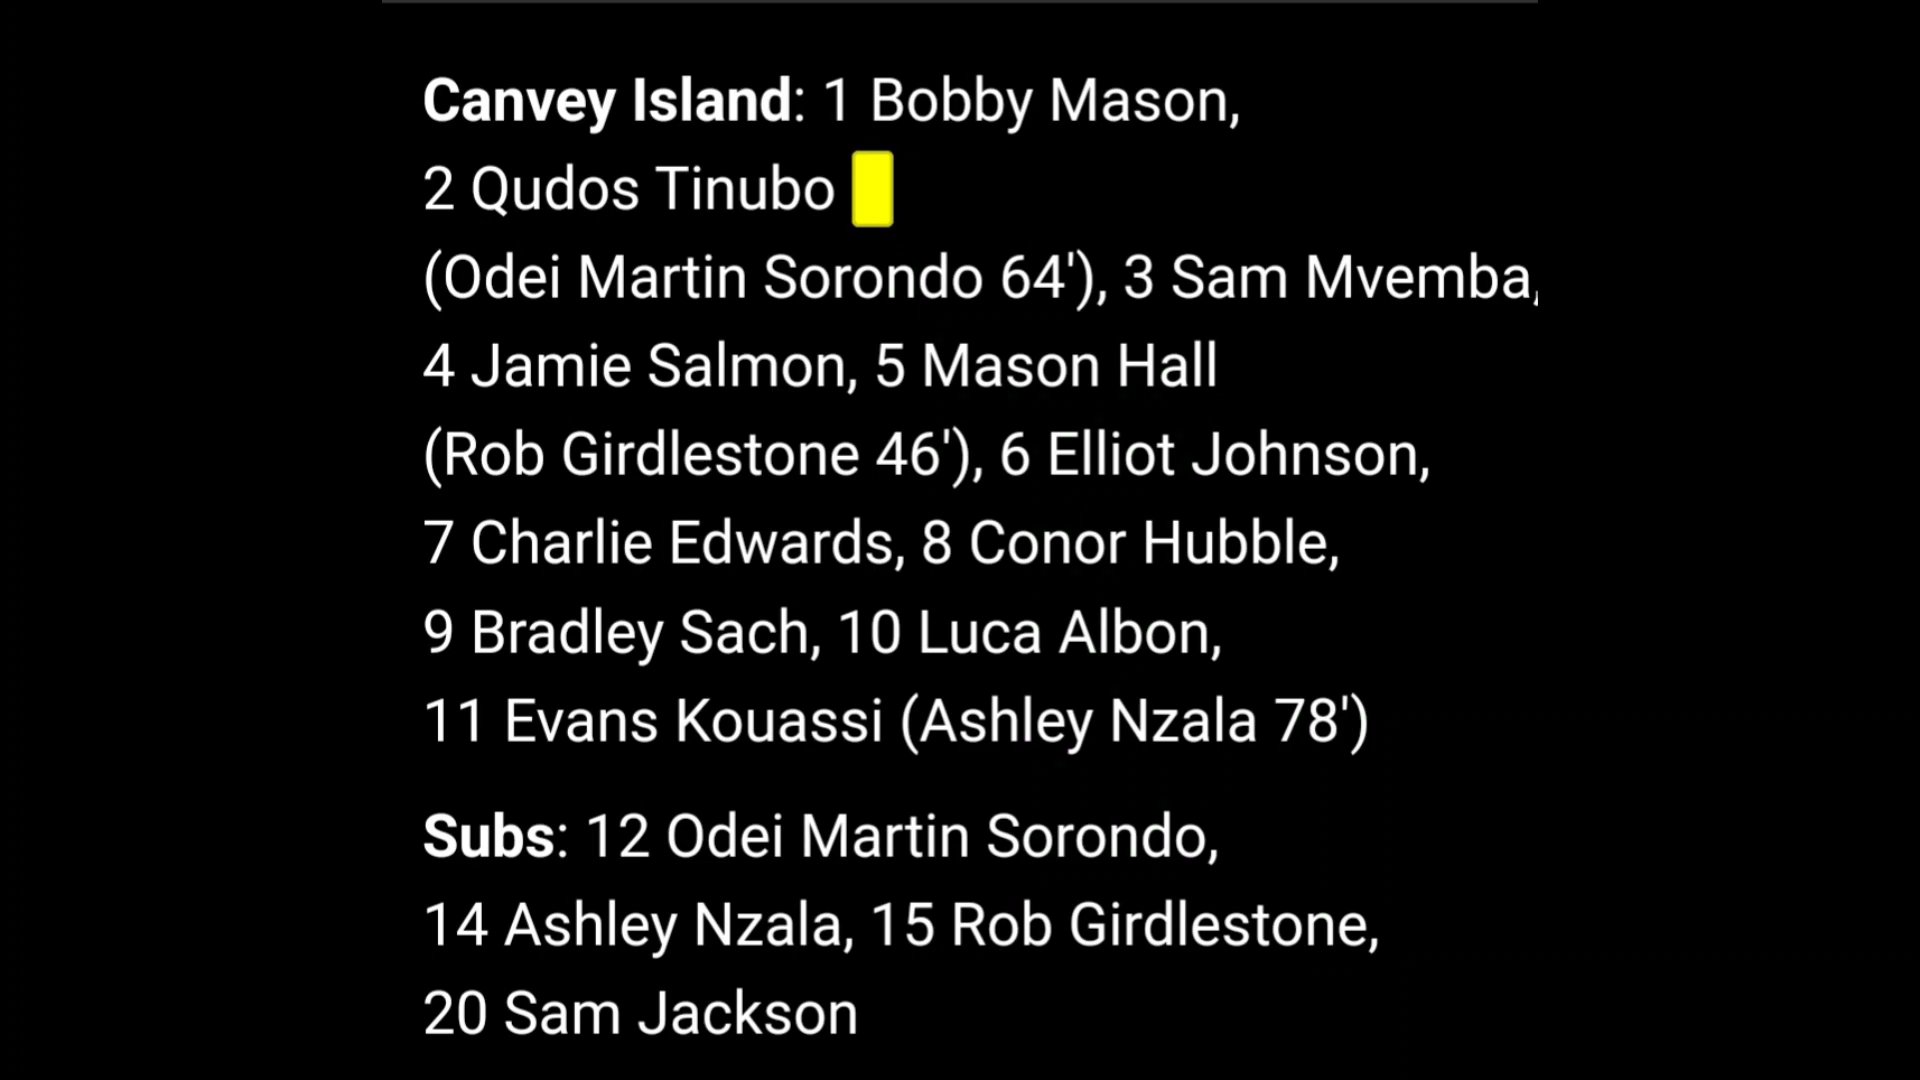 Canvey Island: 1 Bobby Mason,
2 Qudos Tinubo
(Odei Martin Sorondo 64'), 3 Sam Mvemba,
4 Jamie Salmon, 5 Mason Hall
(Rob Girdlestone 46'), 6 Elliot Johnson,
7 Charlie Edwards, 8 Conor Hubble,
9 Bradley Sach, 10 Luca Albon,
11 Evans Kouassi (Ashley Nzala 78')
Subs: 12 Odei Martin Sorondo,
14 Ashley Nzala, 15 Rob Girdlestone,
20 Sam Jackson